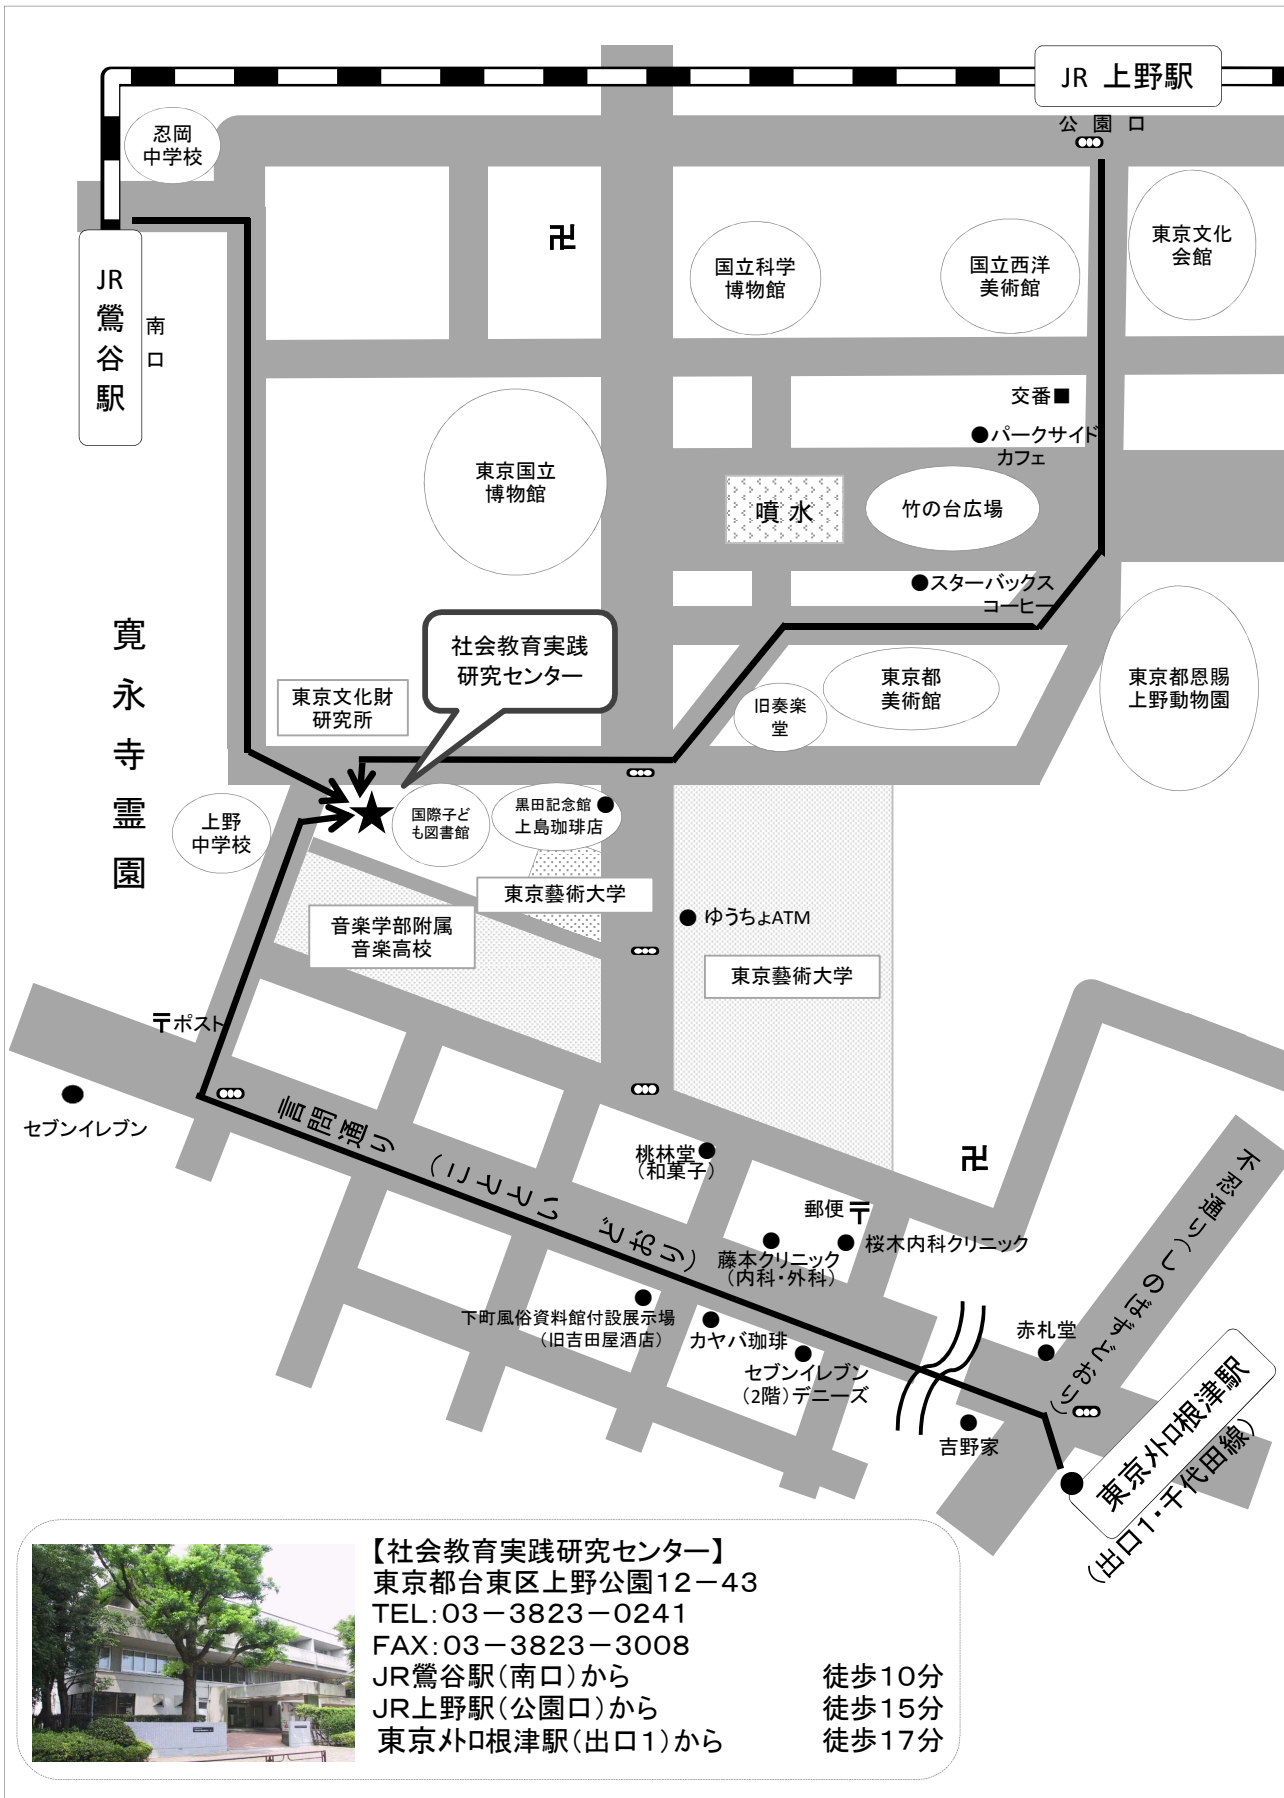 JR 上野駅
公園口
忍岡
中学校
東京文化
会館
国立西洋
美術館
国立科学
博物館
卍
JR
鶯
谷
駅
南
口
交番■
●パークサイド
カフェ
東京国立
博物館
噴水
竹の台広場
●スターバックス
コーヒー
寛
永
寺
霊
園
社会教育実践
研究センター
東京文化財
研究所
東京都
美術館
旧奏楽
堂
東京都恩賜
上野動物園
★
上野
中学校
国際子ど
も図書館
黒田記念館
上島珈琲店
東京藝術大学
音楽学部附属
音楽高校
●ゆうちょATM
東京藝術大学
〒ポスト
セブンイレブン
言問通り（ことといどおり）
桃林堂
（和菓子）
卍
不忍通り（しのばずどおり）
郵便〒
桜木内科クリニック
藤本クリニック
（内科・外科）
下町風俗資料館付設展示場
（旧吉田屋酒店）
カヤバ珈琲
セブンイレブン
（2階）デニーズ
赤札堂
吉野家
東京メトロ根津駅
（出口1・千代田線）
【社会教育実践研究センター】
東京都台東区上野公園12－43
TEL：03－3823－0241
FAX：03－3823－3008
JR鶯谷駅（南口）から 徒歩10分
JR上野駅（公園口）から 徒歩15分
東京メトロ根津駅（出口1）から 徒歩17分